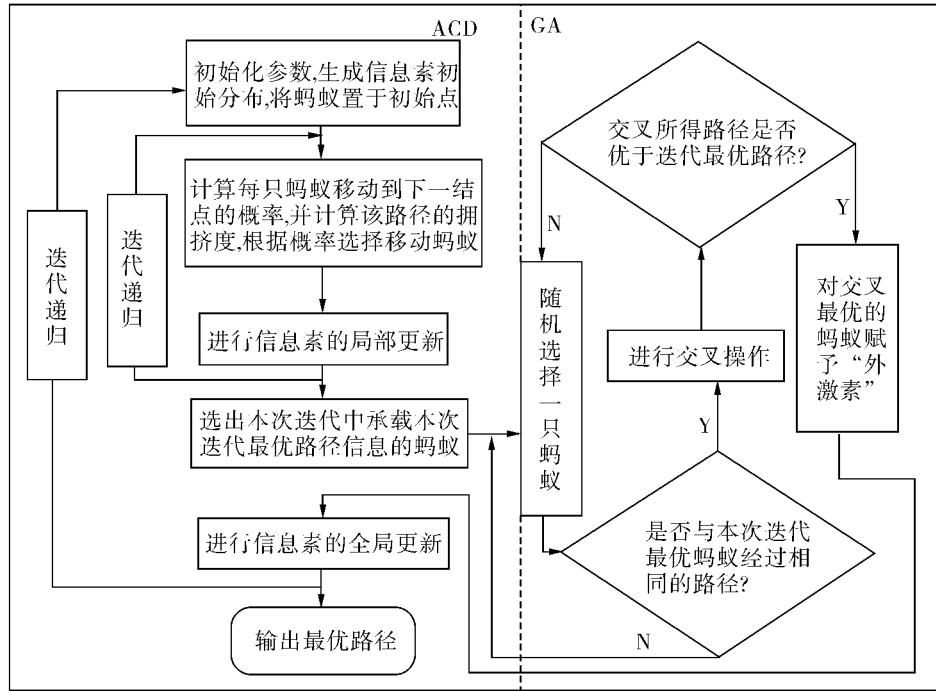 ACD
初始化参数,生成信息素初
始分布,将蚂蚁置于初始点
计算每只蚂蚁移动到下一结
点的概率,并计算该路径的拥
挤度,根据概率选择移动蚂蚁
迭代递归
迭代递归
进行信息素的局部更新
选出本次迭代中承载本次
迭代最优路径信息的蚂蚁
进行信息素的全局更新
输出最优路径
GA
交叉所得路径是否
优于迭代最优路径?
N
Y
随机选择一只蚂蚁
进行交叉操作
对交叉
最优的
蚂蚁赋
予“外
激素”
Y
是否与本次迭代
最优蚂蚁经过相
同的路径?
N